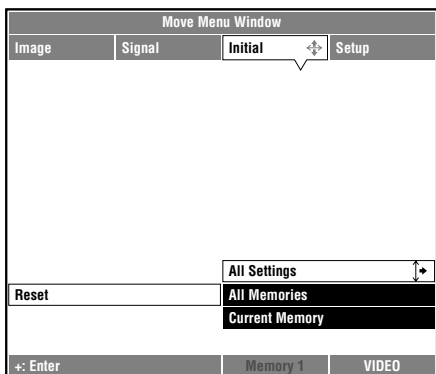 Move Menu Window
Image Signal Initial Setup
All Settings
Reset All Memories
Current Memory
+: Enter Memory 1 VIDEO